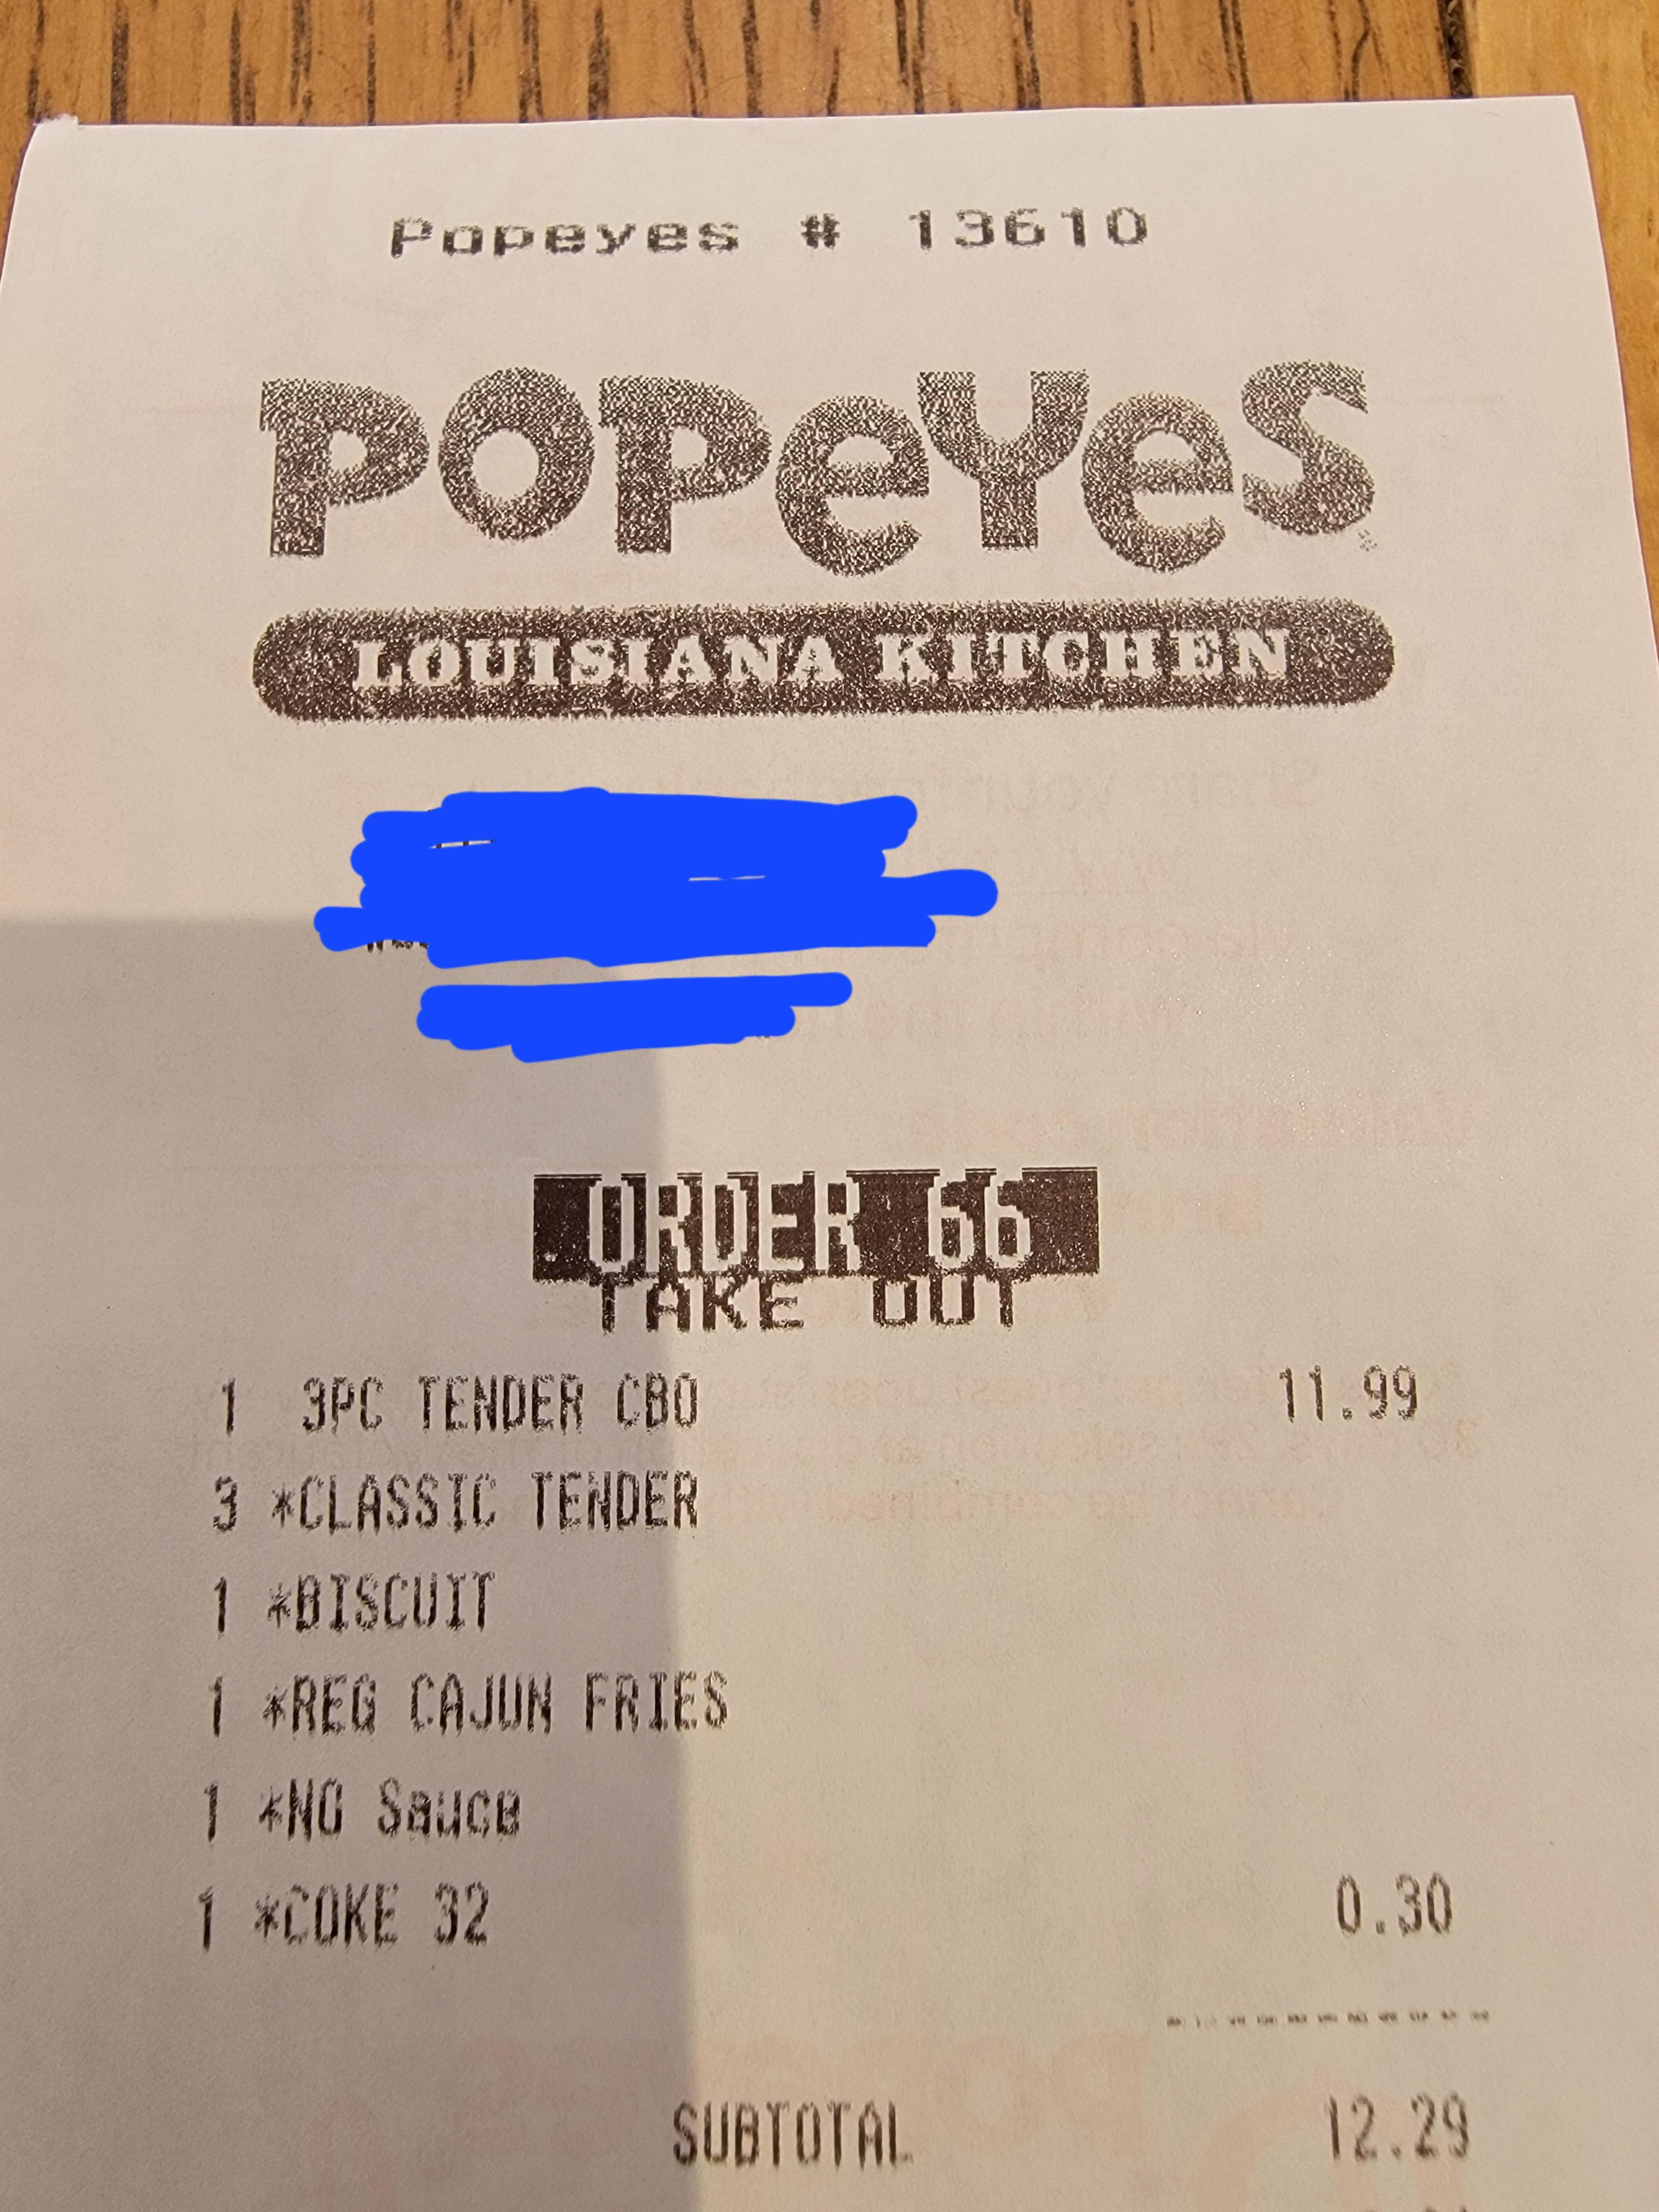 Popeyes # 13610
POPEYES
LOUISIANA KITCHEN
ORDER 66
TAKE OUT
1 3PC TENDER CBO 11.99
3 *CLASSIC TENDER
1 *BISCUIT
1 *REG CAJUN FRIES
1 *NO Sauce
1 *COKE 32 0.30
SUBTOTAL 12.29